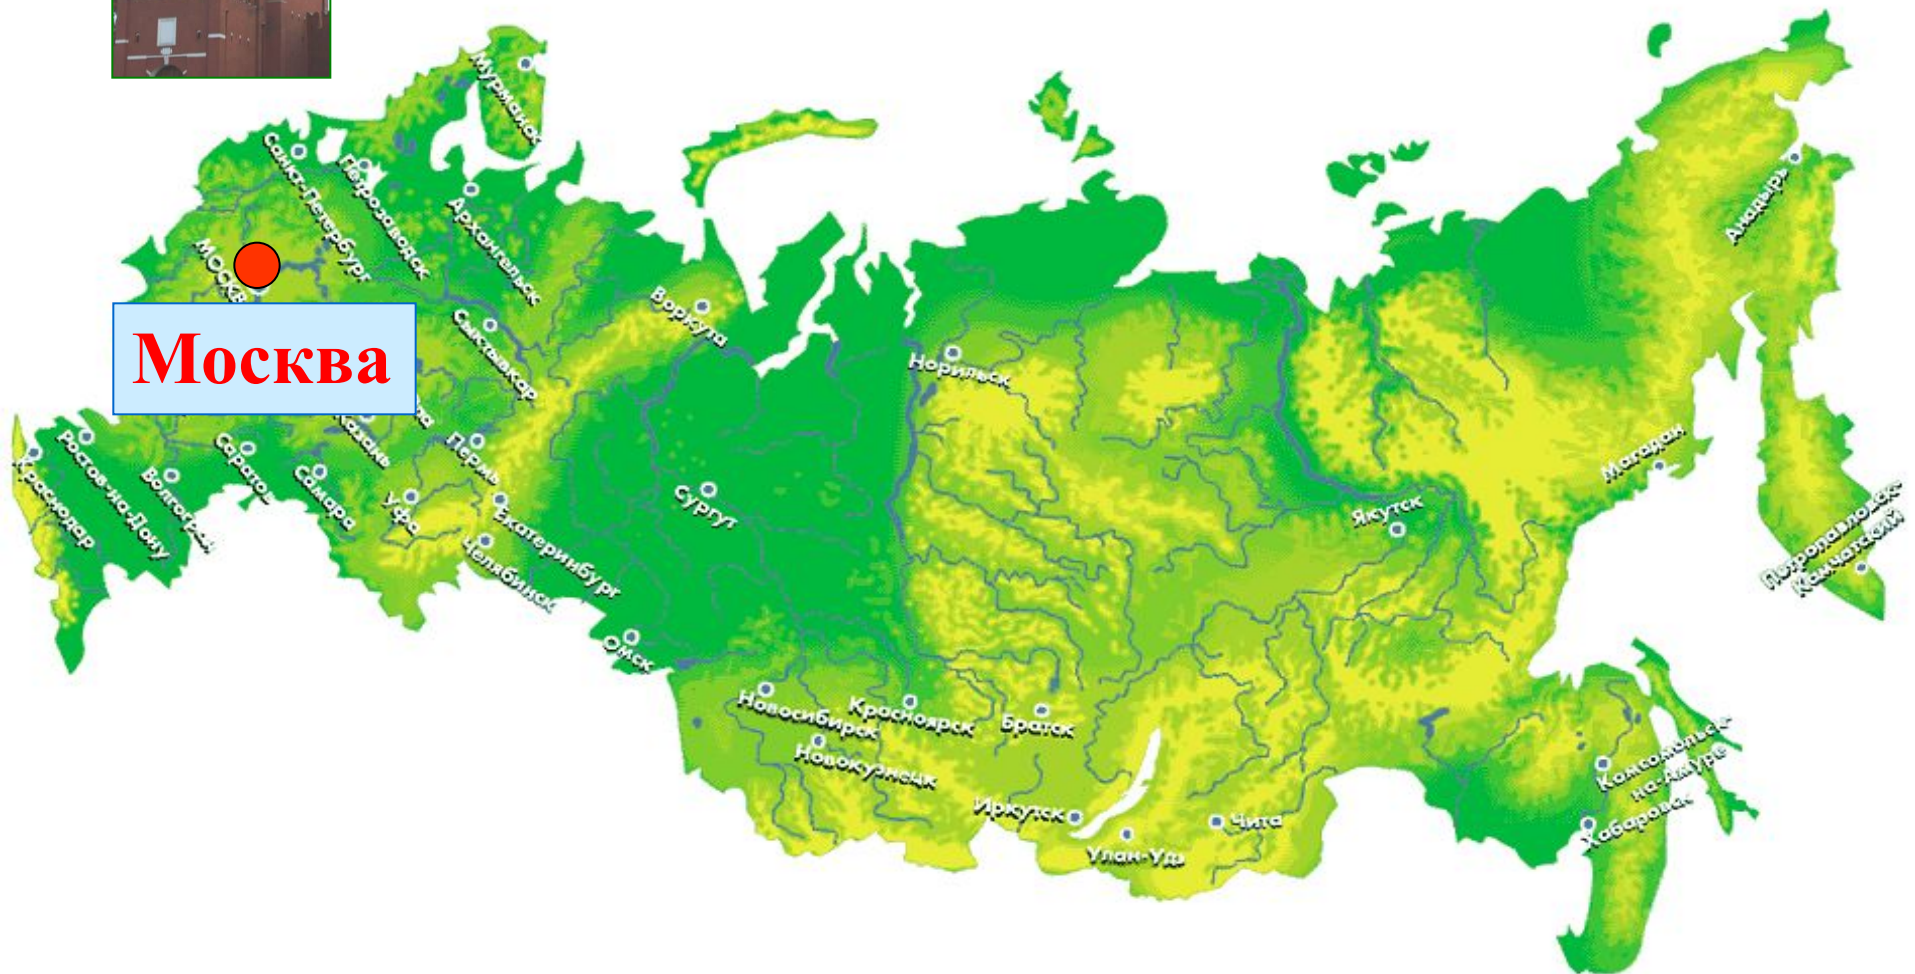 Мурманск
Санкт-Петербург
Петрозаводск
Архангельск
Анадырь
МОСКВА
Москва
Воркута
Сыктывкар
Норильск
Магадан
Ростов-на-Дону
Краснодар
Волгоград
Саратов
Самара
Казань
Пермь
Уфа
Екатеринбург
Челябинск
Сургут
Якутск
Петропавловск-
Камчатский
Омск
Новосибирск
Красноярск
Братск
Новокузнецк
Иркутск
Улан-Удэ
Чита
Комсомольск-
на-Амуре
Хабаровск